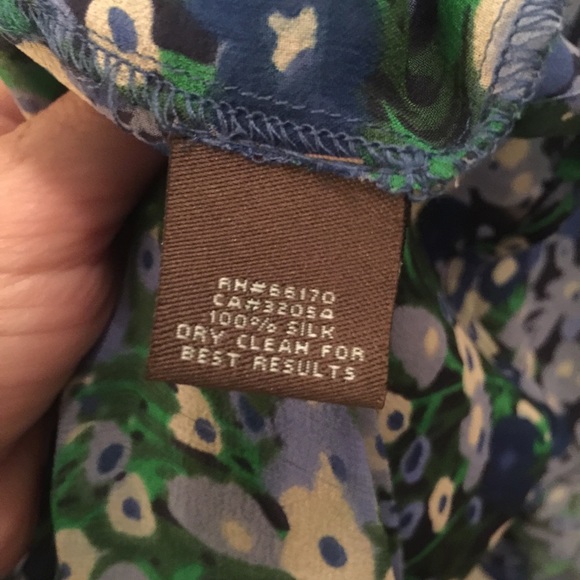 RN#66170
CA#32054
100% SILK
DRY CLEAN FOR
BEST RESULTS